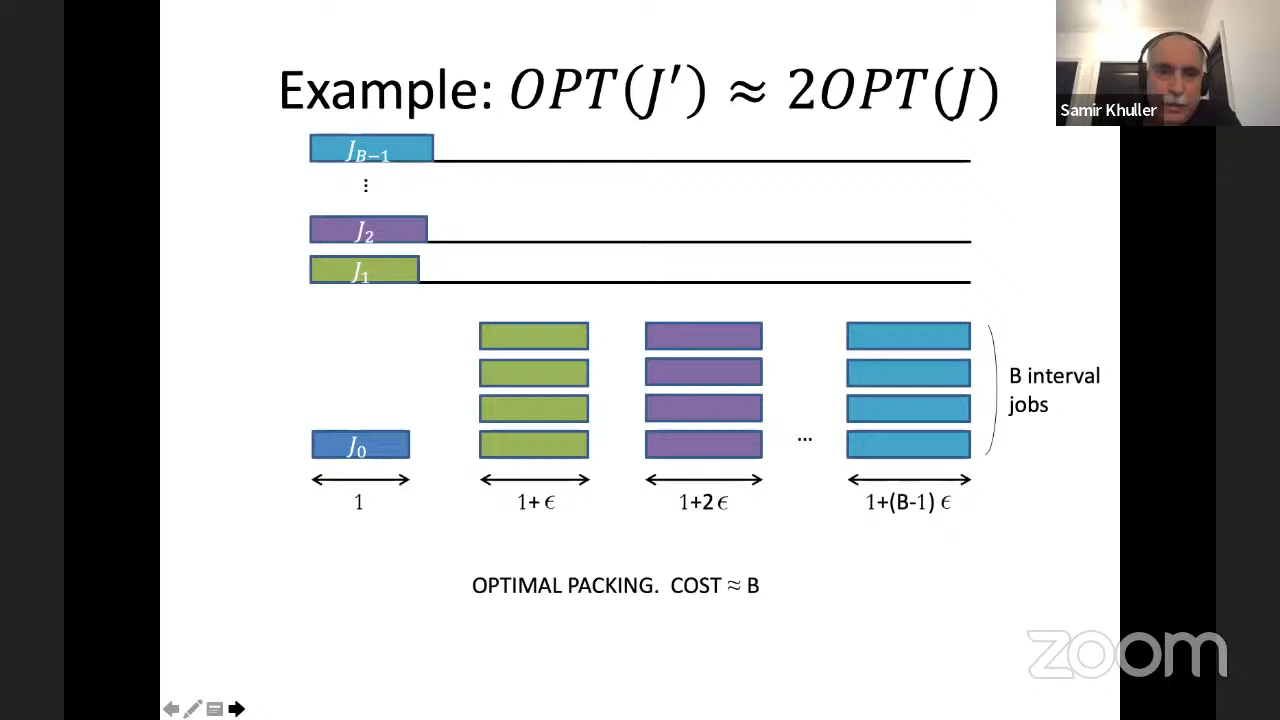 Example: OPT(J′) ≈ 2OPT(J)
Samir Khuller
J_{B−1}
⋮
J_2
J_1
B interval
jobs
...
J_0
1
1+ ϵ
1+2 ϵ
1+(B-1) ϵ
OPTIMAL PACKING. COST ≈ B
zoom